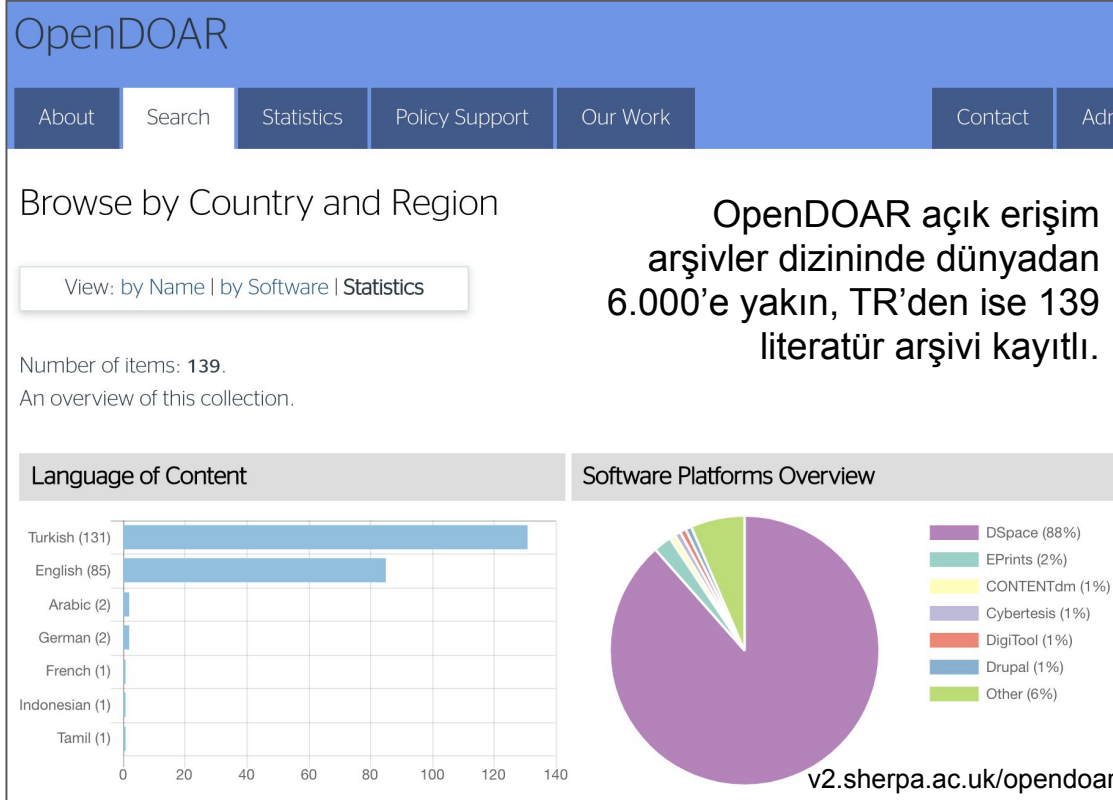 OpenDOAR
About
Search
Statistics
Policy Support
Our Work
Contact
Browse by Country and Region
View: by Name | by Software | Statistics
Number of items: 139.
An overview of this collection.
OpenDOAR açık erişim
arşivler dizininde dünyadan
6.000’e yakın, TR’den ise 139
literatür arşivi kayıtlı.
Language of Content
Turkish (131)
English (85)
Arabic (2)
German (2)
French (1)
Indonesian (1)
Tamil (1)
0 20 40 60 80 100 120 140
Software Platforms Overview
DSpace (88%)
EPrints (2%)
CONTENTdm (1%)
Cybertesis (1%)
DigiTool (1%)
Drupal (1%)
Other (6%)
v2.sherpa.ac.uk/opendoar